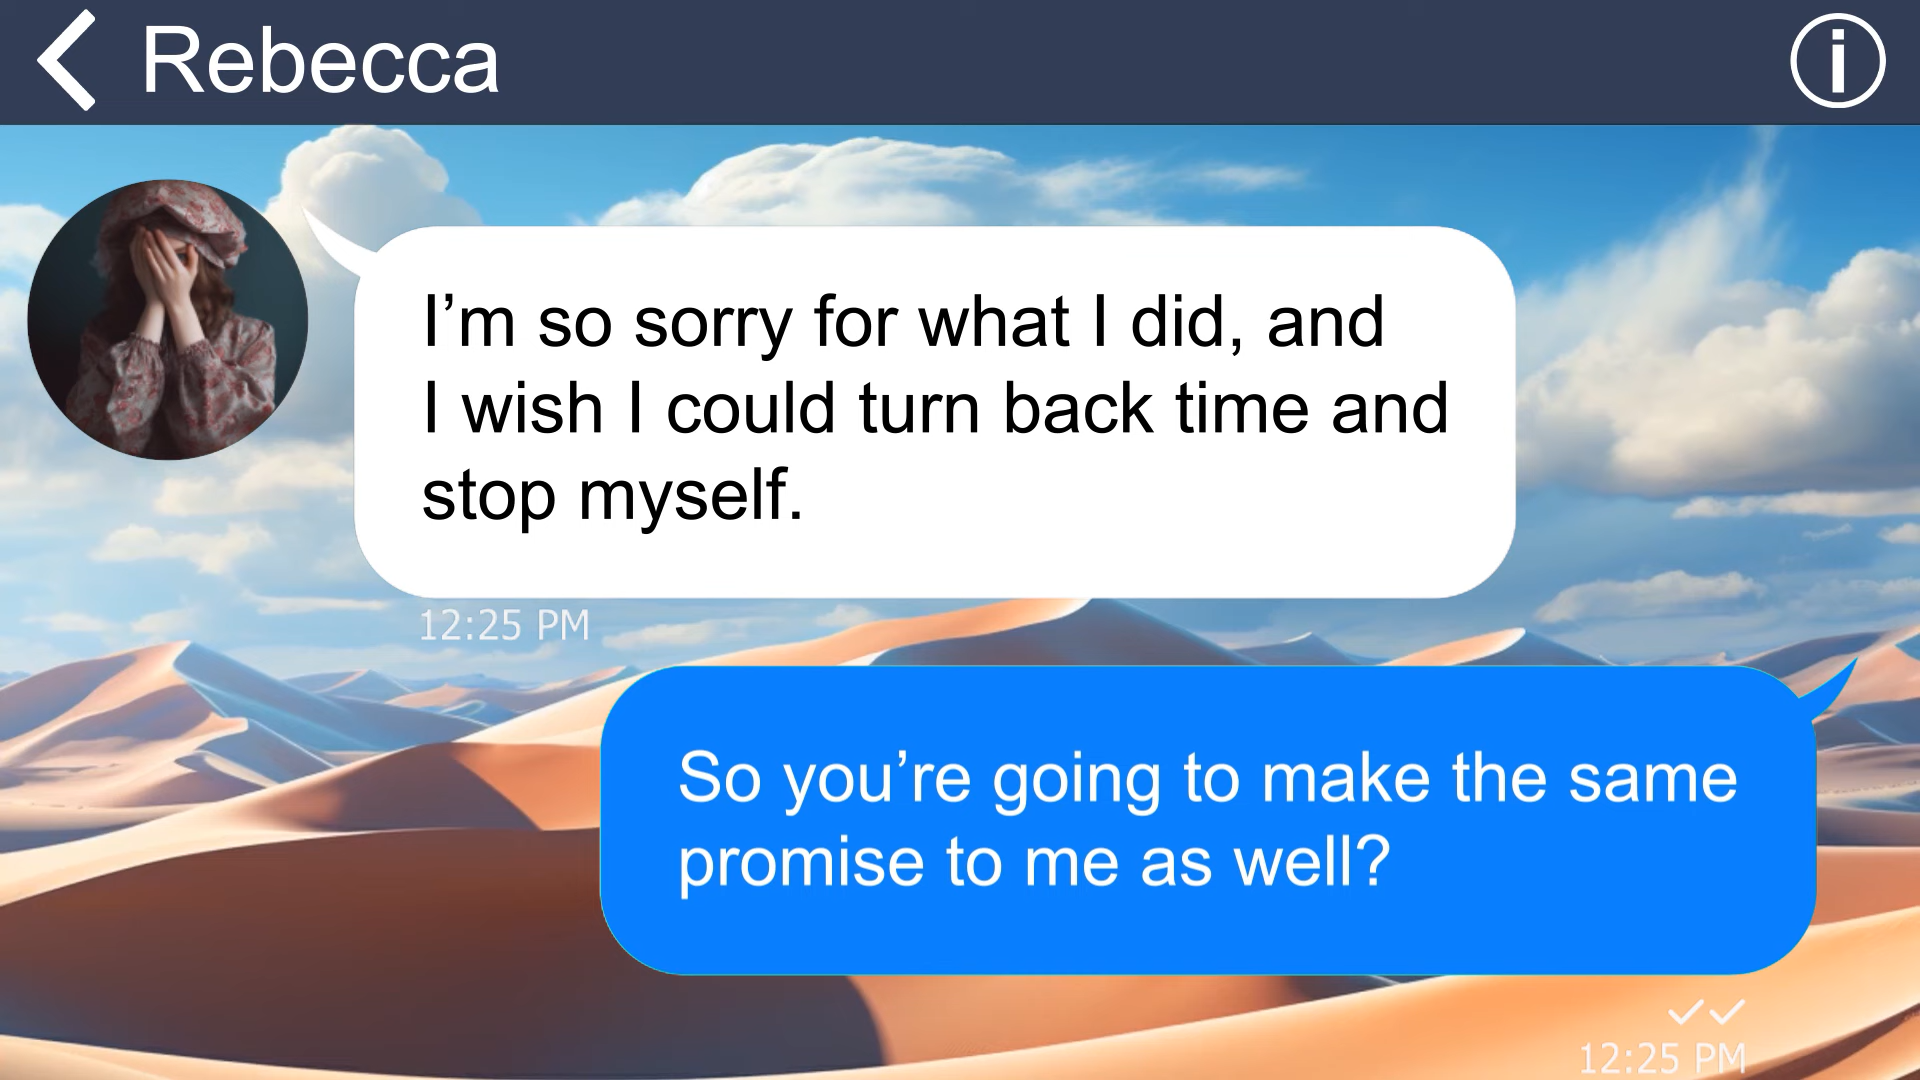 Rebecca
I’m so sorry for what I did, and
I wish I could turn back time and
stop myself.
12:25 PM
So you’re going to make the same
promise to me as well?
12:25 PM